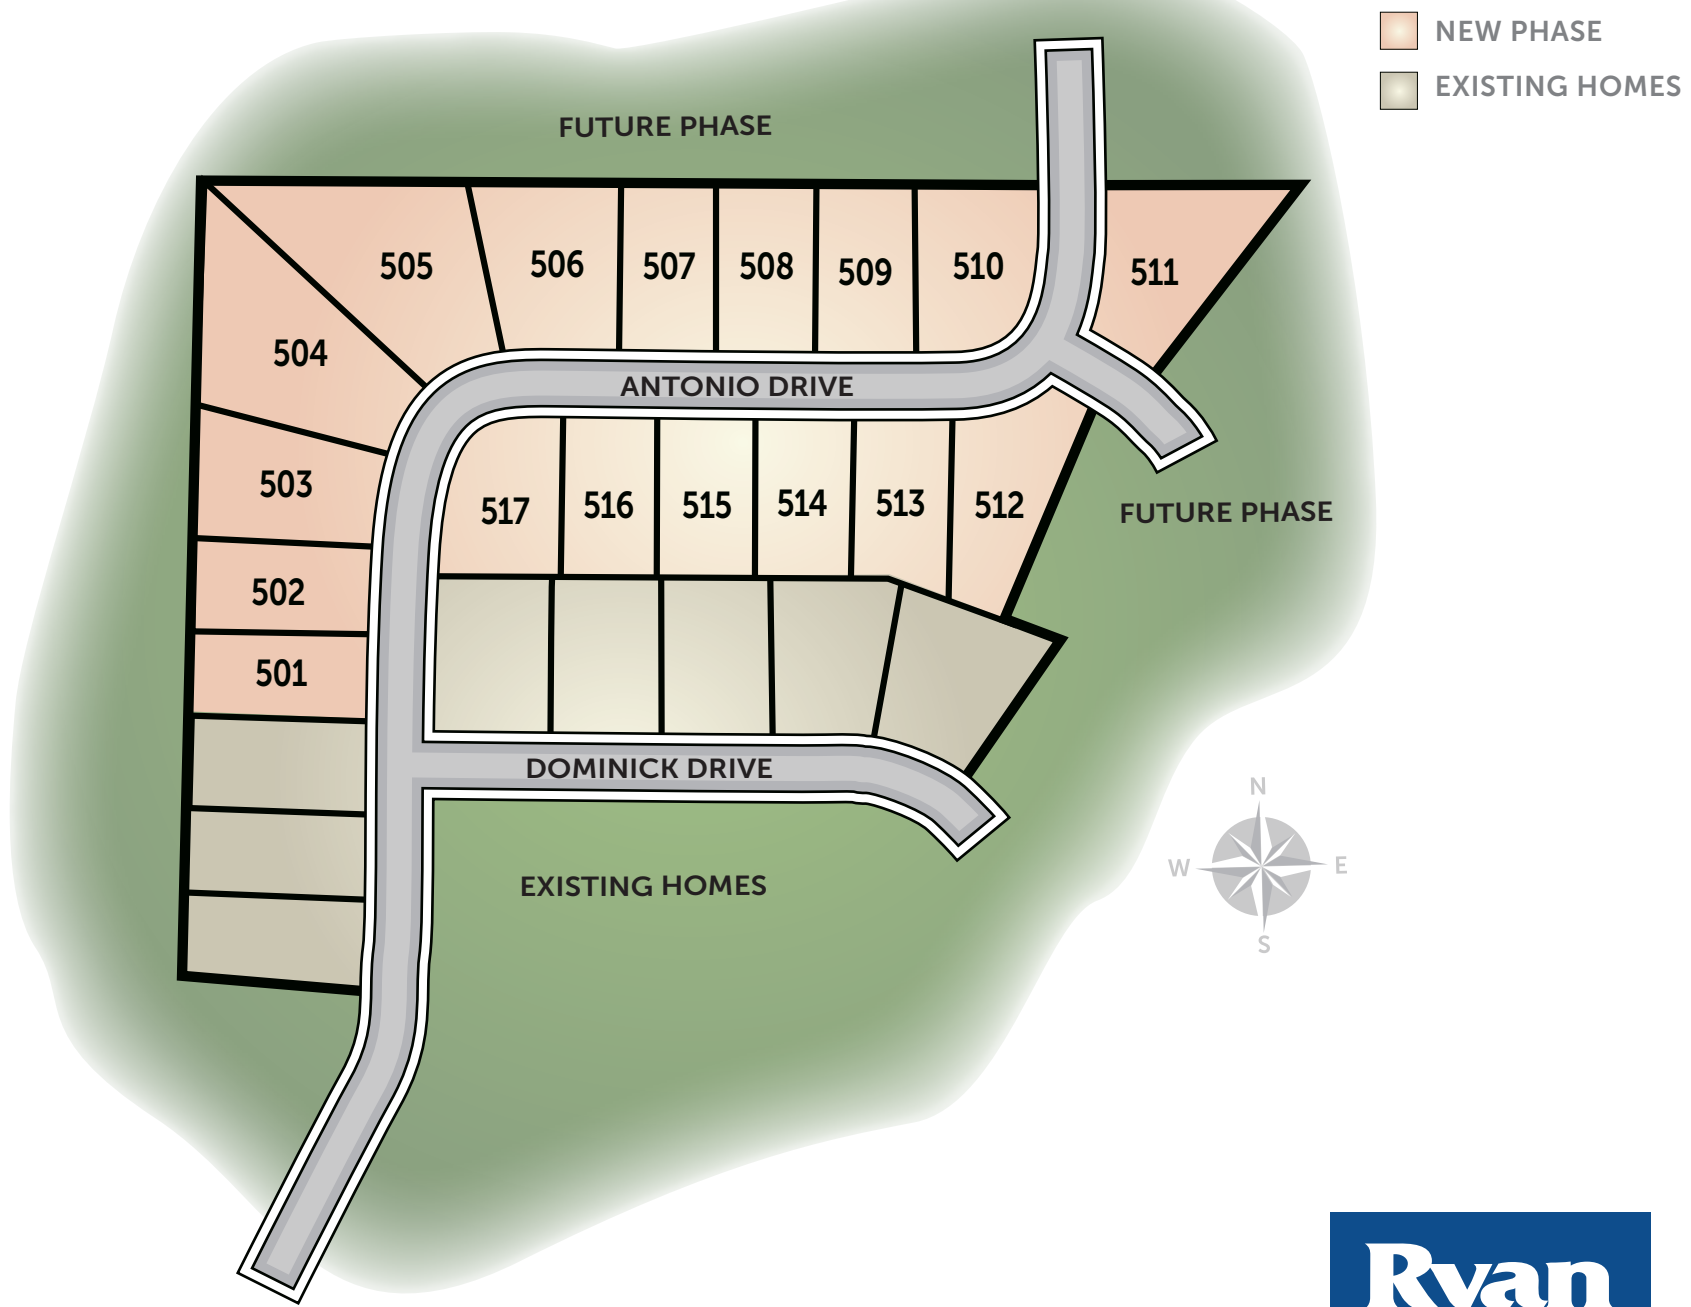 NEW PHASE
EXISTING HOMES
FUTURE PHASE
505
506
507
508
509
510
511
504
ANTONIO DRIVE
503
517
516
515
514
513
512
FUTURE PHASE
502
501
DOMINICK DRIVE
N
W
E
S
EXISTING HOMES
Ryan